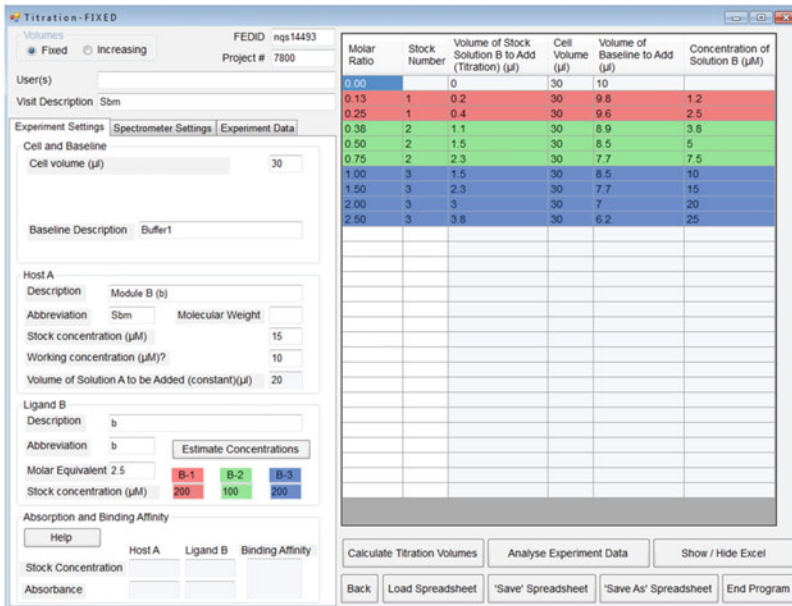 Titration-FIXED
Volumes
Fixed Increasing
FEDID nqs14493
Project # 7800
User(s)
Visit Description Sbm
Experiment Settings Spectrometer Settings Experiment Data
Cell and Baseline
Cell volume (µl) 30
Baseline Description Buffer1
Host A
Description Module B (b)
Abbreviation Sbm Molecular Weight
Stock concentration (µM) 15
Working concentration (µM)? 10
Volume of Solution A to be Added (constant)(µl) 20
Ligand B
Description b
Abbreviation b Estimate Concentrations
Molar Equivalent 2.5 B-1 B-2 B-3
Stock concentration (µM) 200 100 200
Absorption and Binding Affinity
Help
Host A Ligand B Binding Affinity
Stock Concentration
Absorbance
Molar Ratio Stock Number Volume of Stock Solution B to Add (Titration) (µl) Cell Volume (µl) Volume of Baseline to Add (µl) Concentration of Solution B (µM)
0.00 0 30 10
0.13 1 0.2 30 9.8 1.2
0.25 1 0.4 30 9.6 2.5
0.38 2 1.1 30 8.9 3.8
0.50 2 1.5 30 8.5 5
0.75 2 2.3 30 7.7 7.5
1.00 3 1.5 30 8.5 10
1.50 3 2.3 30 7.7 15
2.00 3 3 30 7 20
2.50 3 3.8 30 6.2 25
Calculate Titration Volumes Analyse Experiment Data Show / Hide Excel
Back Load Spreadsheet 'Save' Spreadsheet 'Save As' Spreadsheet End Program